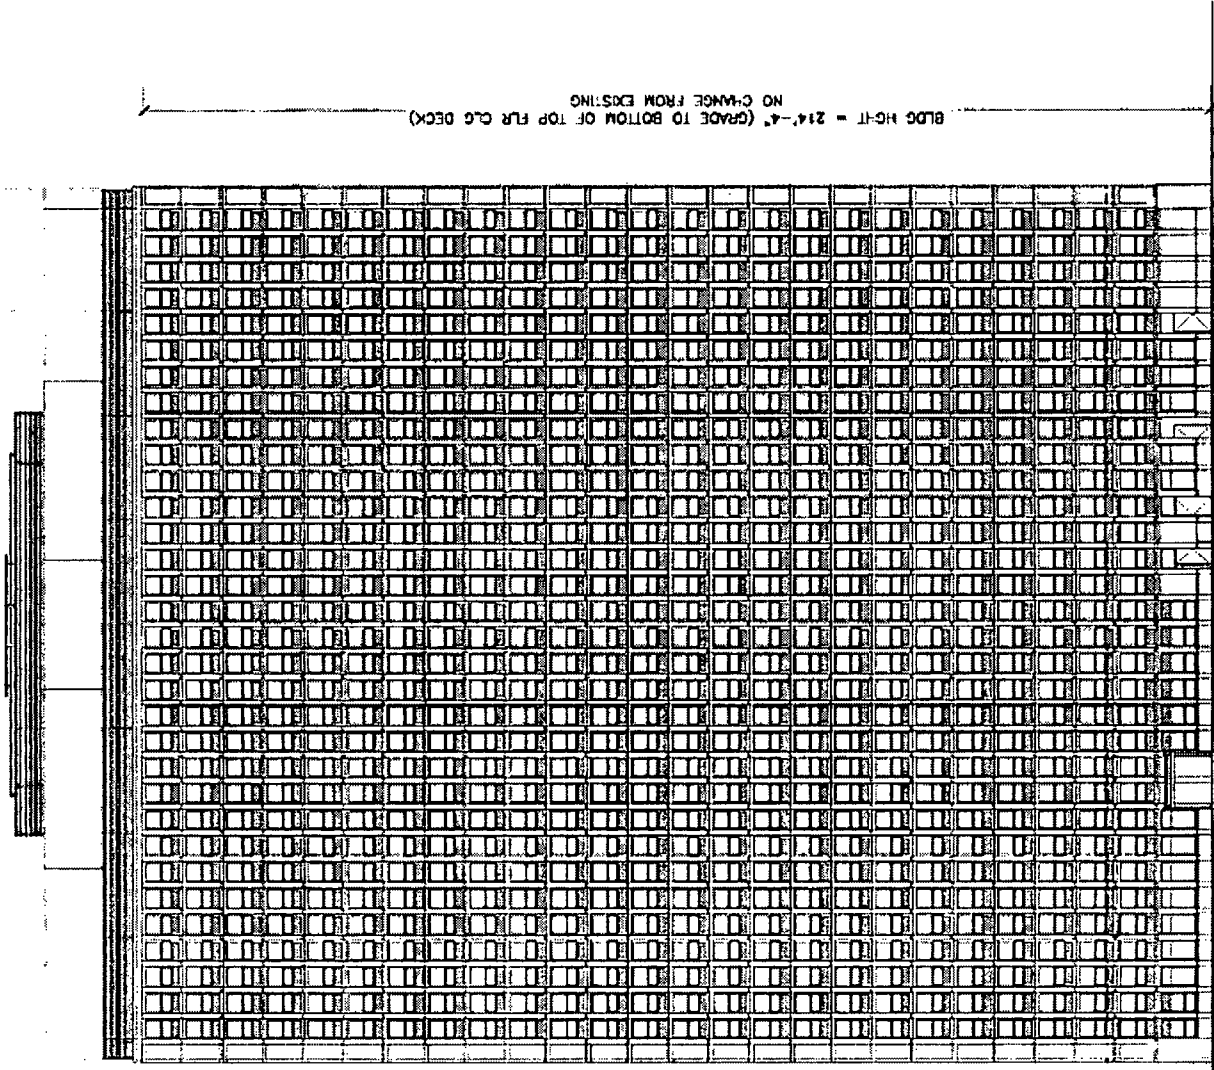 BLDG HGHT = 214'-4" (GRADE TO BOTTOM OF TOP FLR CLG DECK)
NO CHANGE FROM EXISTING